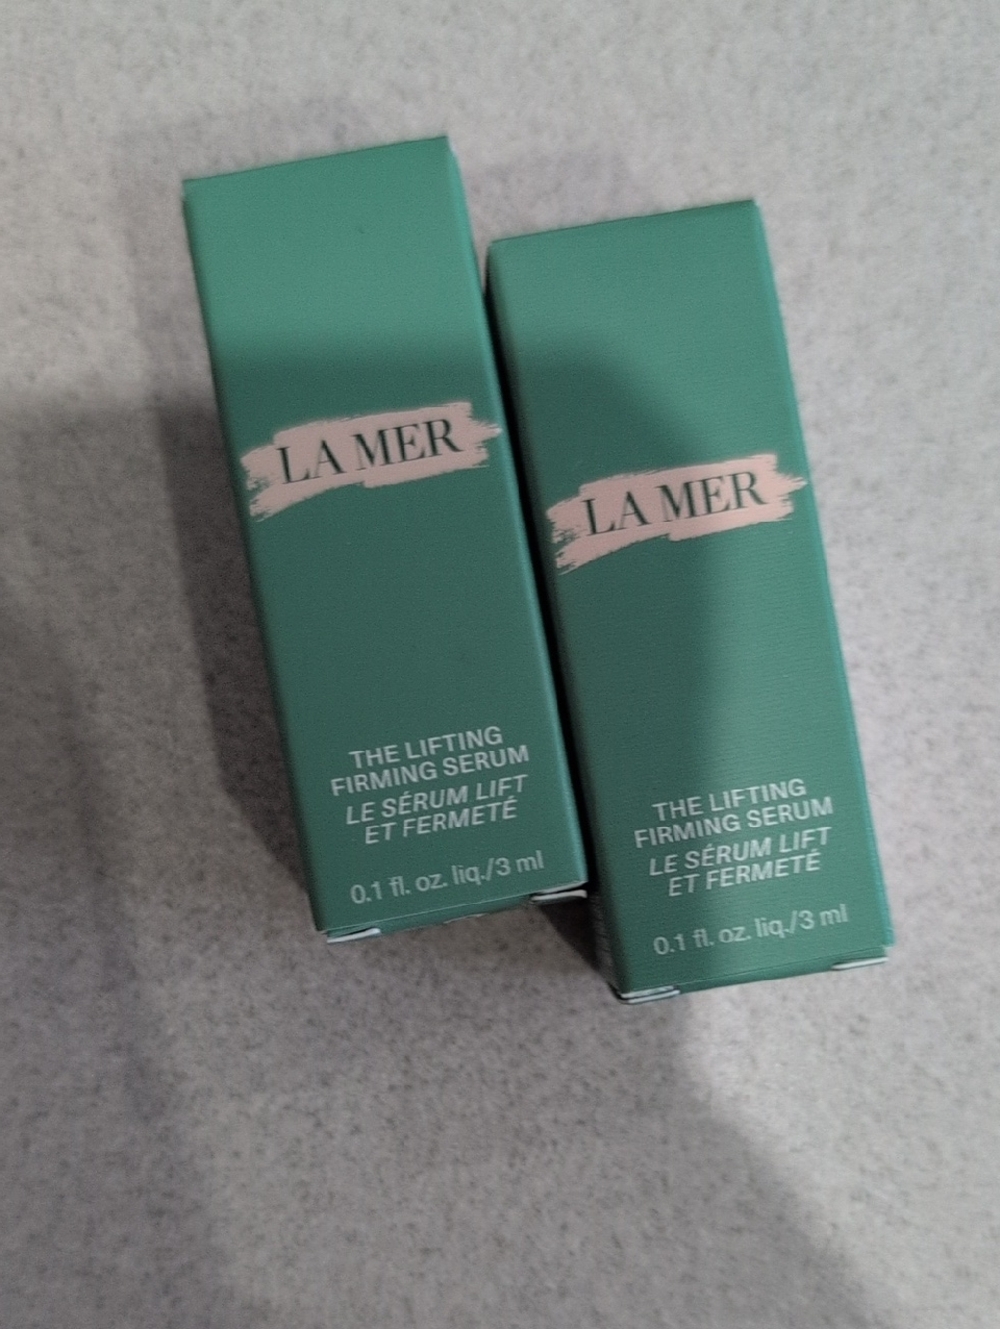 LA MER
THE LIFTING
FIRMING SERUM
LE SÉRUM LIFT
ET FERMETÉ
0.1 fl. oz. liq./3 ml
LA MER
THE LIFTING
FIRMING SERUM
LE SÉRUM LIFT
ET FERMETÉ
0.1 fl. oz. liq./3 ml